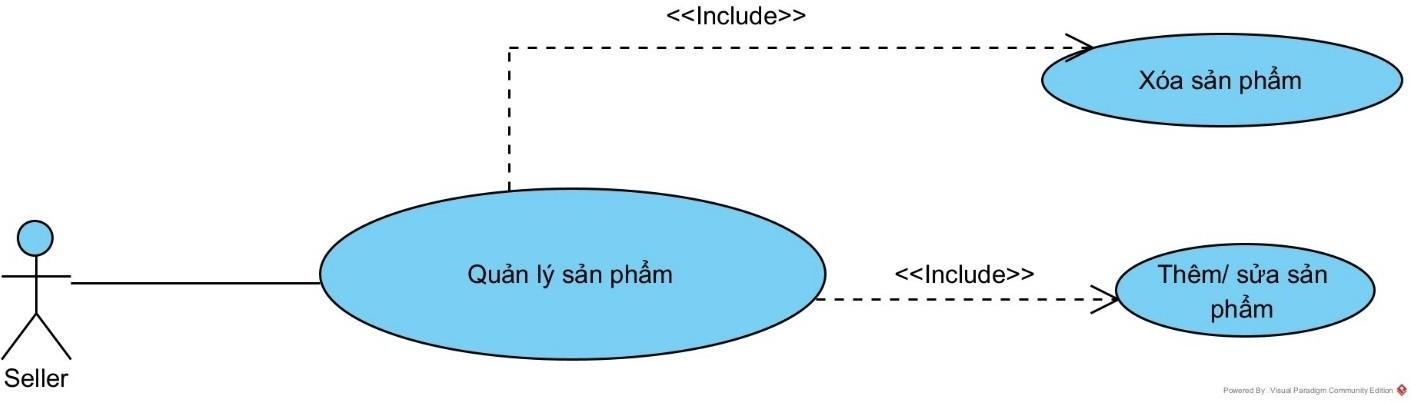 <<Include>>
Xóa sản phẩm
Quản lý sản phẩm
<<Include>>
Thêm/ sửa sản
phẩm
Seller
Powered By Visual Paradigm Community Edition